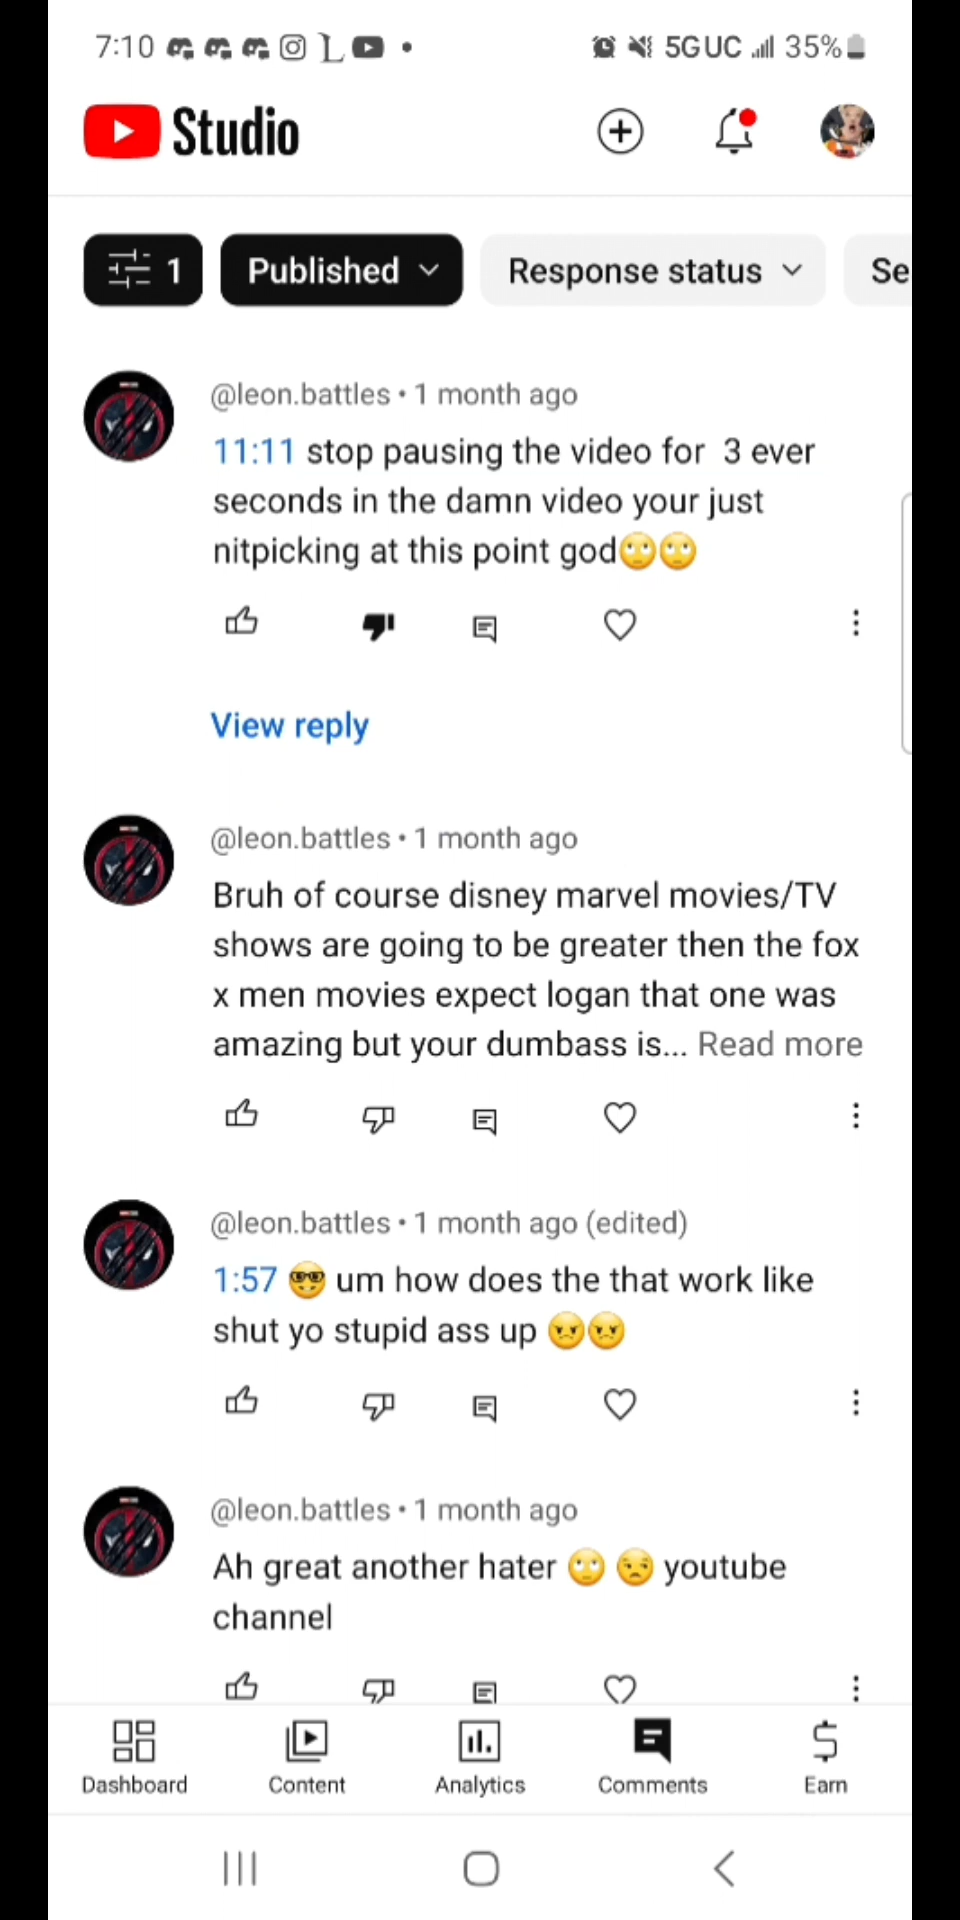 7:10 5GUC 35%
Studio
1 Published Response status Se
@leon.battles • 1 month ago
11:11 stop pausing the video for  3 ever
seconds in the damn video your just
nitpicking at this point god🙄🙄
View reply
@leon.battles • 1 month ago
Bruh of course disney marvel movies/TV
shows are going to be greater then the fox
x men movies expect logan that one was
amazing but your dumbass is... Read more
@leon.battles • 1 month ago (edited)
1:57 🤓 um how does the that work like
shut yo stupid ass up 😠😠
@leon.battles • 1 month ago
Ah great another hater 🙄 😒 youtube
channel
Dashboard Content Analytics Comments Earn